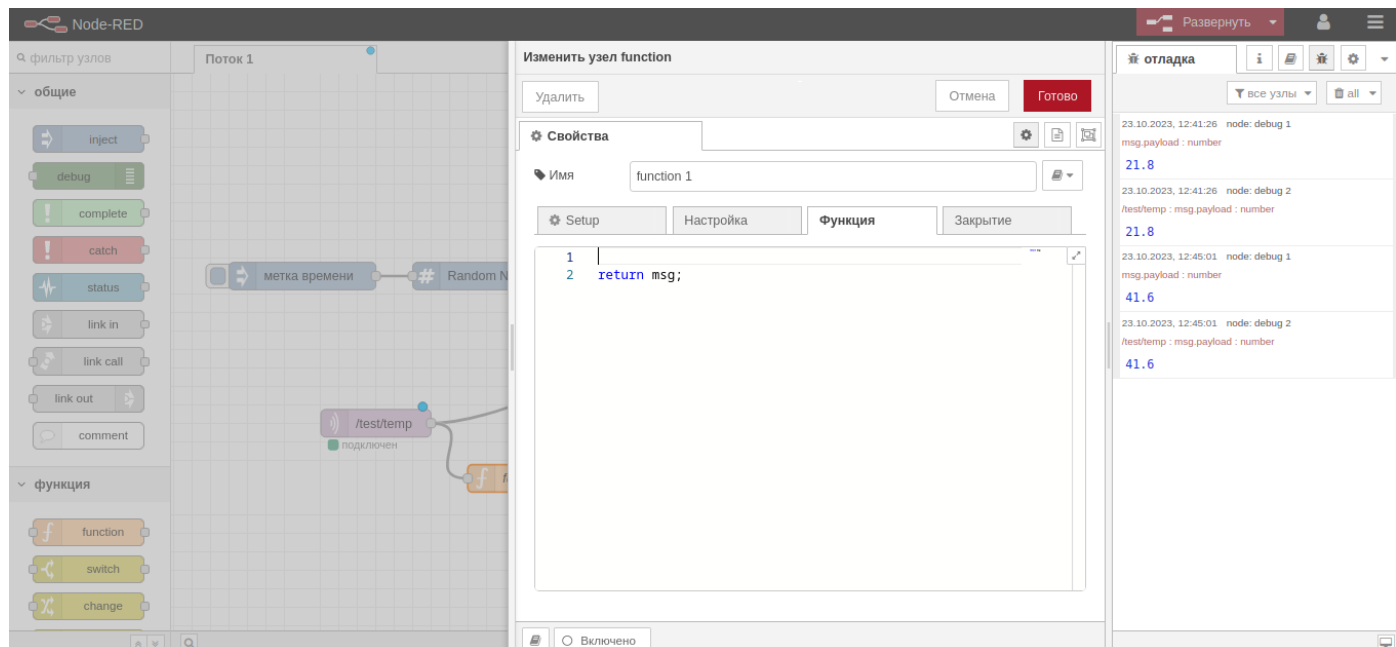 Node-RED
Развернуть
фильтр узлов
общие
inject
debug
complete
catch
status
link in
link call
link out
comment
функция
function
switch
change
Поток 1
метка времени
Random N
/test/temp
подключен
Изменить узел function
Удалить
Отмена
Готово
Свойства
Имя
function 1
Setup
Настройка
Функция
Закрытие
1
2 return msg;
Включено
отладка
все узлы
all
23.10.2023, 12:41:26 node: debug 1
msg.payload : number
21.8
23.10.2023, 12:41:26 node: debug 2
/test/temp : msg.payload : number
21.8
23.10.2023, 12:45:01 node: debug 1
msg.payload : number
41.6
23.10.2023, 12:45:01 node: debug 2
/test/temp : msg.payload : number
41.6